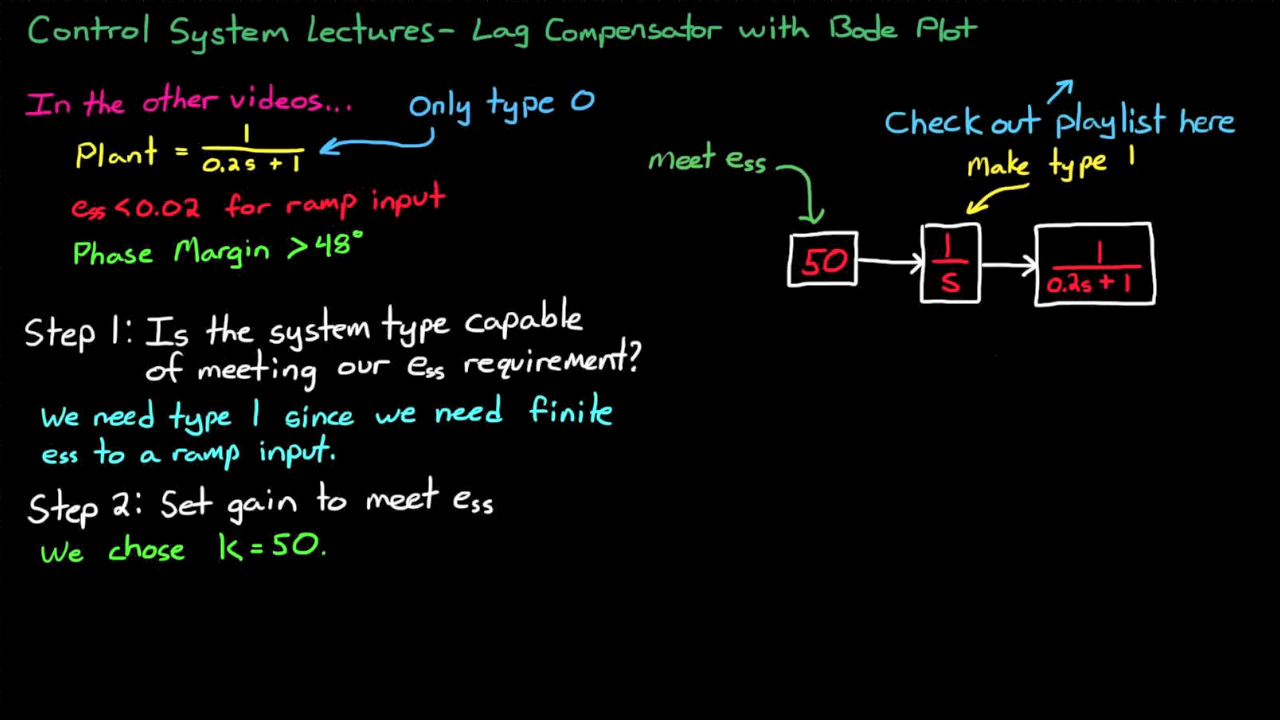 Control System Lectures- Lag Compensator with Bode Plot
In the other videos...
Only type 0
Plant = 1/(0.2s + 1)
ess <0.02 for ramp input
Phase Margin > 48°
Check out playlist here
meet ess
Make type 1
50
1/s
1/(0.2s + 1)
Step 1: Is the system type capable
of meeting our ess requirement?
We need type 1 since we need finite
ess to a ramp input.
Step 2: Set gain to meet ess
We chose K = 50.